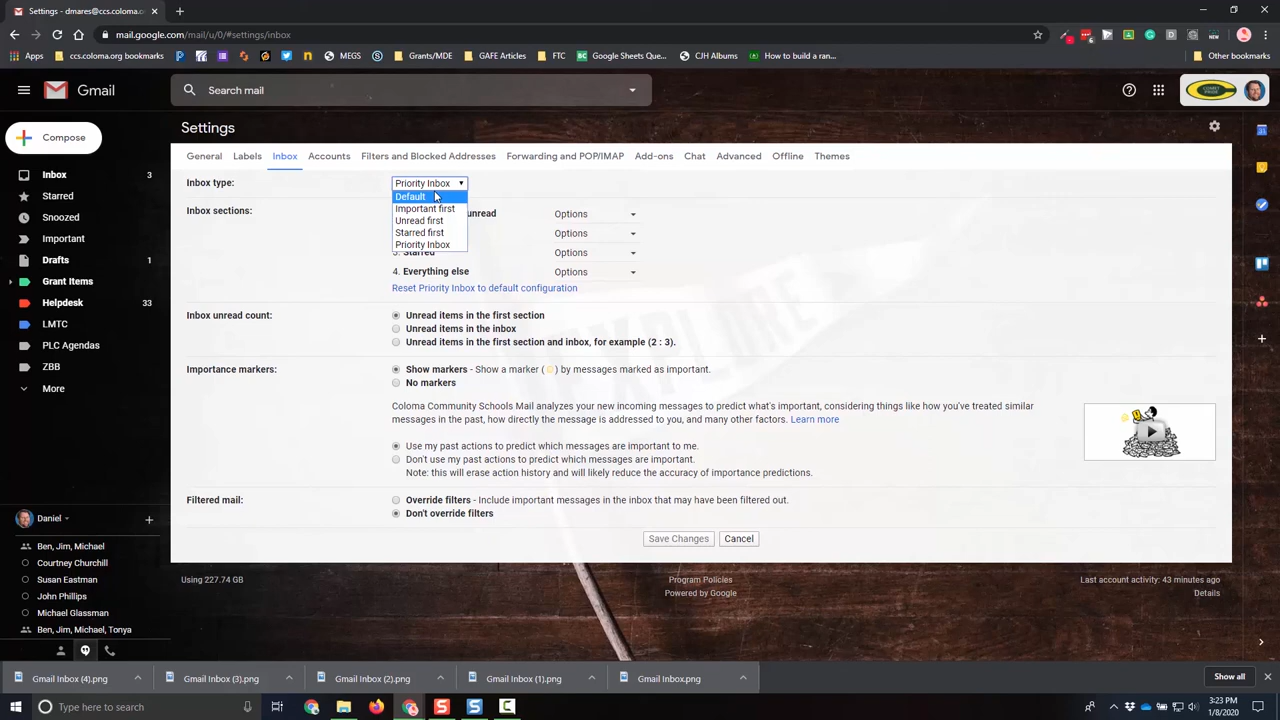 Settings - dmares@ccs.coloma.o
mail.google.com/mail/u/0/#settings/inbox
Apps ccs.coloma.org bookmarks MEGS Grants/MDE GAFE Articles FTC Google Sheets Que... CJH Albums How to build a ran... Other bookmarks
Gmail Search mail
Settings
Compose
General Labels Inbox Accounts Filters and Blocked Addresses Forwarding and POP/IMAP Add-ons Chat Advanced Offline Themes
Inbox 3
Starred
Snoozed
Important
Drafts 1
Grant Items
Helpdesk 33
LMTC
PLC Agendas
ZBB
More
Inbox type: Priority Inbox
Default
Important first
Unread first
Starred first
Priority Inbox
Inbox sections: unread Options
Options
3. Starred Options
4. Everything else Options
Reset Priority Inbox to default configuration
Inbox unread count: Unread items in the first section
Unread items in the inbox
Unread items in the first section and inbox, for example (2 : 3).
Importance markers: Show markers - Show a marker ( ) by messages marked as important.
No markers
Coloma Community Schools Mail analyzes your new incoming messages to predict what's important, considering things like how you've treated similar
messages in the past, how directly the message is addressed to you, and many other factors. Learn more
Use my past actions to predict which messages are important to me.
Don't use my past actions to predict which messages are important.
Note: this will erase action history and will likely reduce the accuracy of importance predictions.
Filtered mail: Override filters - Include important messages in the inbox that may have been filtered out.
Don't override filters
Save Changes Cancel
Daniel
Ben, Jim, Michael
Courtney Churchill
Susan Eastman
John Phillips
Michael Glassman
Ben, Jim, Michael, Tonya
Using 227.74 GB Program Policies Last account activity: 43 minutes ago
Powered by Google Details
Gmail Inbox (4).png Gmail Inbox (3).png Gmail Inbox (2).png Gmail Inbox (1).png Gmail Inbox.png Show all
Type here to search 3:23 PM
1/8/2020